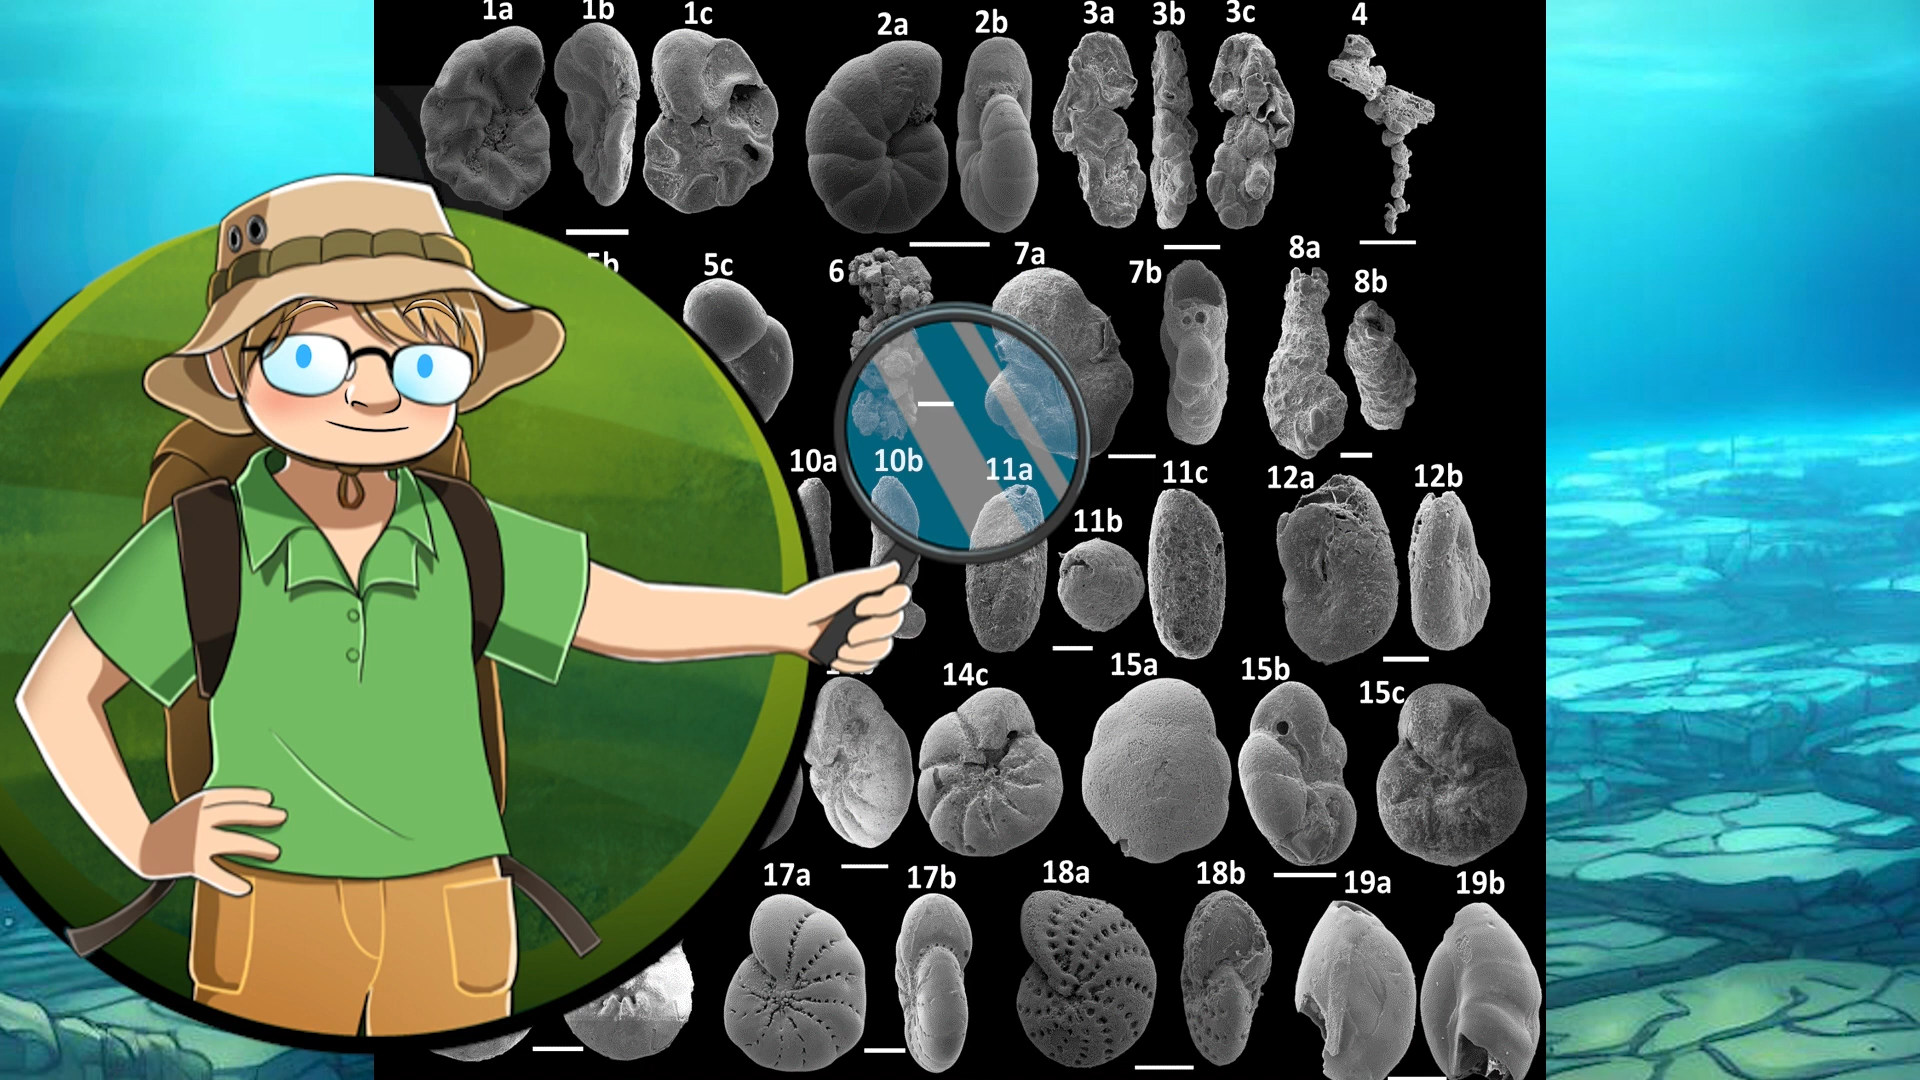 1a 1b 1c 2a 2b 3a 3b 3c 4
5b 5c 6 7a 7b 8a 8b
10a 10b 11a 11b 11c 12a 12b
14c 15a 15b 15c
17a 17b 18a 18b 19a 19b